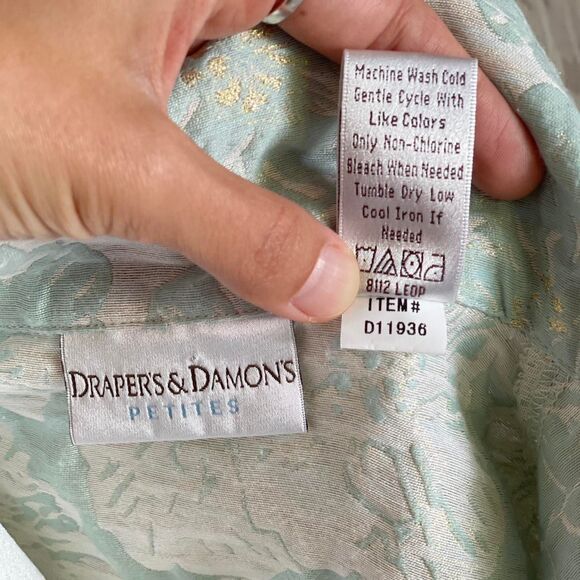 Machine Wash Cold
Gentle Cycle With
Like Colors
Only Non-Chlorine
Bleach When Needed
Tumble Dry Low
Cool Iron If
Needed
8112 LEOP
ITEM#
D11936
DRAPER'S & DAMON'S
PETITES